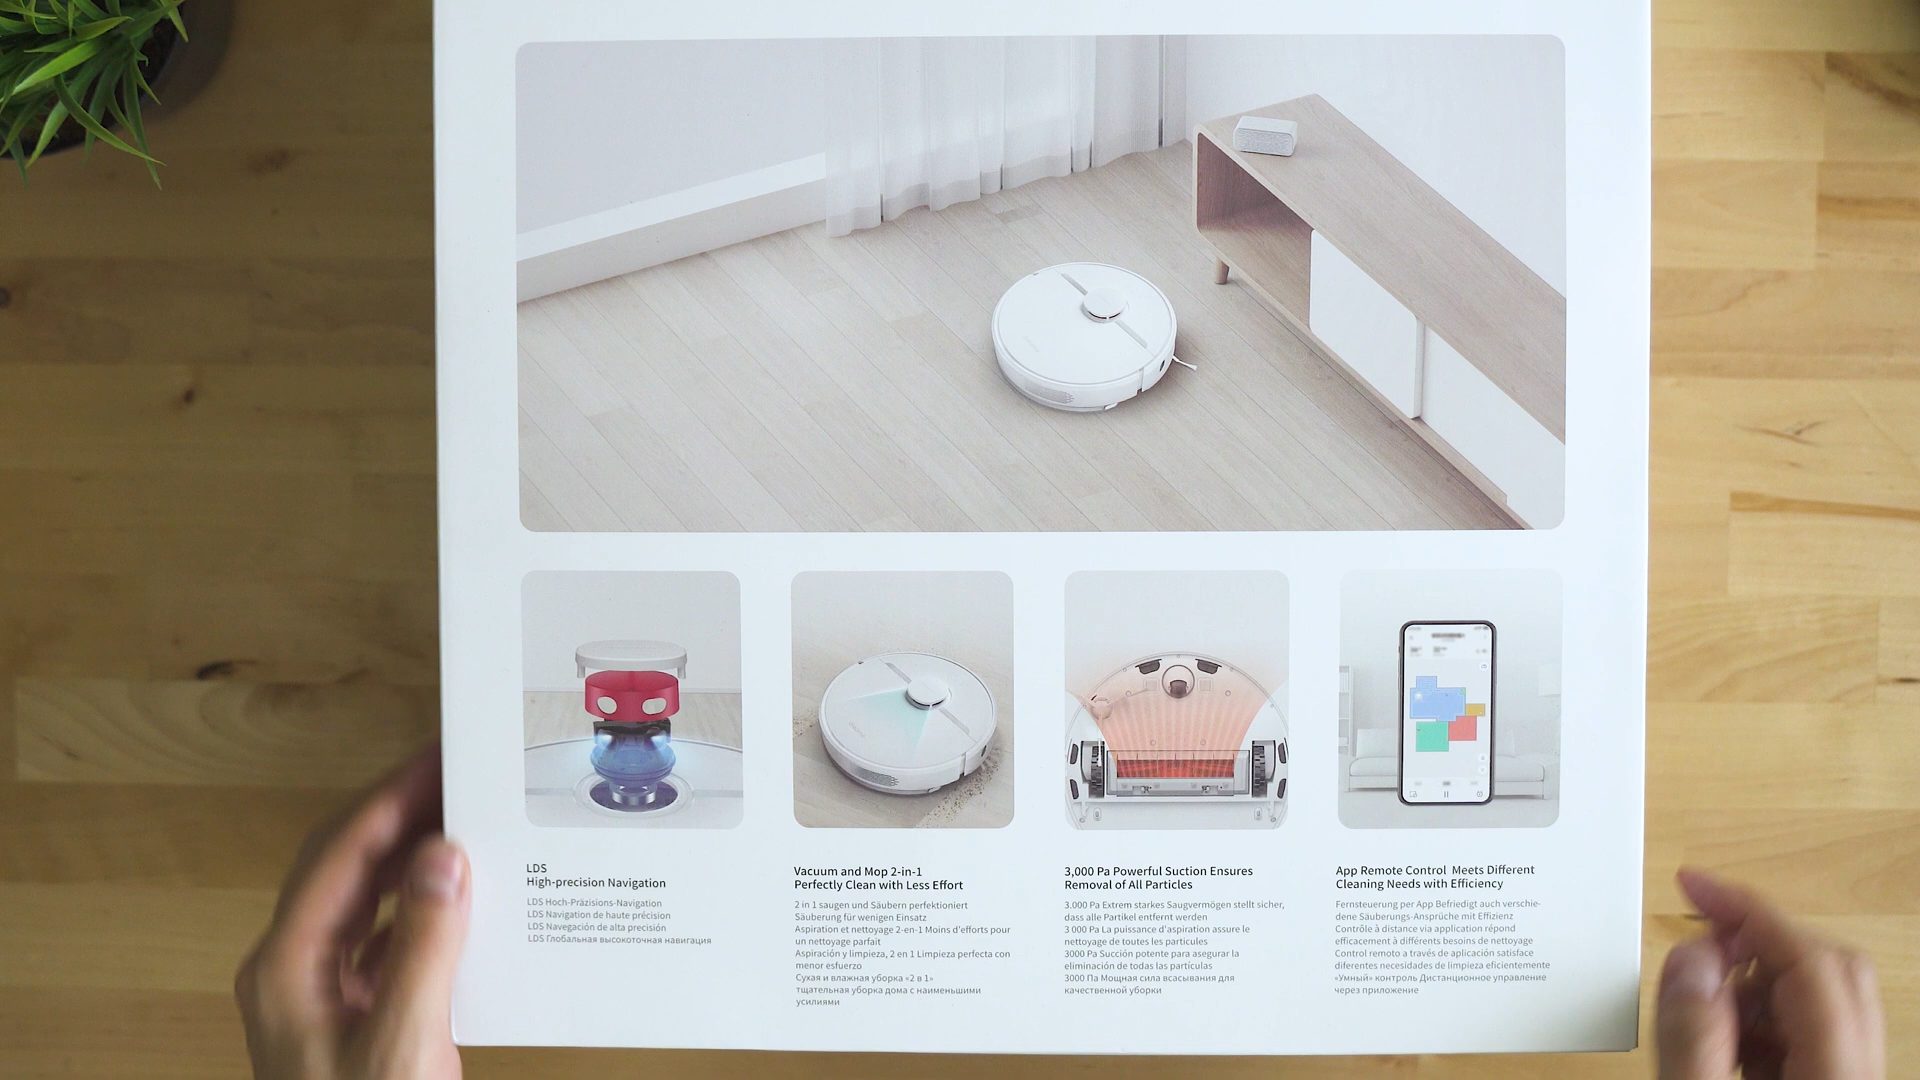 LDS
High-precision Navigation
LDS Hoch-Präzisions-Navigation
LDS Navigation de haute précision
LDS Navegación de alta precisión
LDS Глобальная высокоточная навигация
Vacuum and Mop 2-in-1
Perfectly Clean with Less Effort
2 in 1 saugen und Säubern perfektioniert
Säuberung für wenigen Einsatz
Aspiration et nettoyage 2-en-1 Moins d'efforts pour
un nettoyage parfait
Aspiración y limpieza, 2 en 1 Limpieza perfecta con
menor esfuerzo
Сухая и влажная уборка «2 в 1»
тщательная уборка дома с наименьшими
усилиями
3,000 Pa Powerful Suction Ensures
Removal of All Particles
3.000 Pa Extrem starkes Saugvermögen stellt sicher,
dass alle Partikel entfernt werden
3 000 Pa La puissance d'aspiration assure le
nettoyage de toutes les particules
3000 Pa Succión potente para asegurar la
eliminación de todas las partículas
3000 Па Мощная сила всасывания для
качественной уборки
App Remote Control Meets Different
Cleaning Needs with Efficiency
Fernsteuerung per App Befriedigt auch verschie-
dene Säuberungs-Ansprüche mit Effizienz
Contrôle à distance via application répond
efficacement à différents besoins de nettoyage
Control remoto a través de aplicación satisface
diferentes necesidades de limpieza eficientemente
«Умный» контроль Дистанционное управление
через приложение